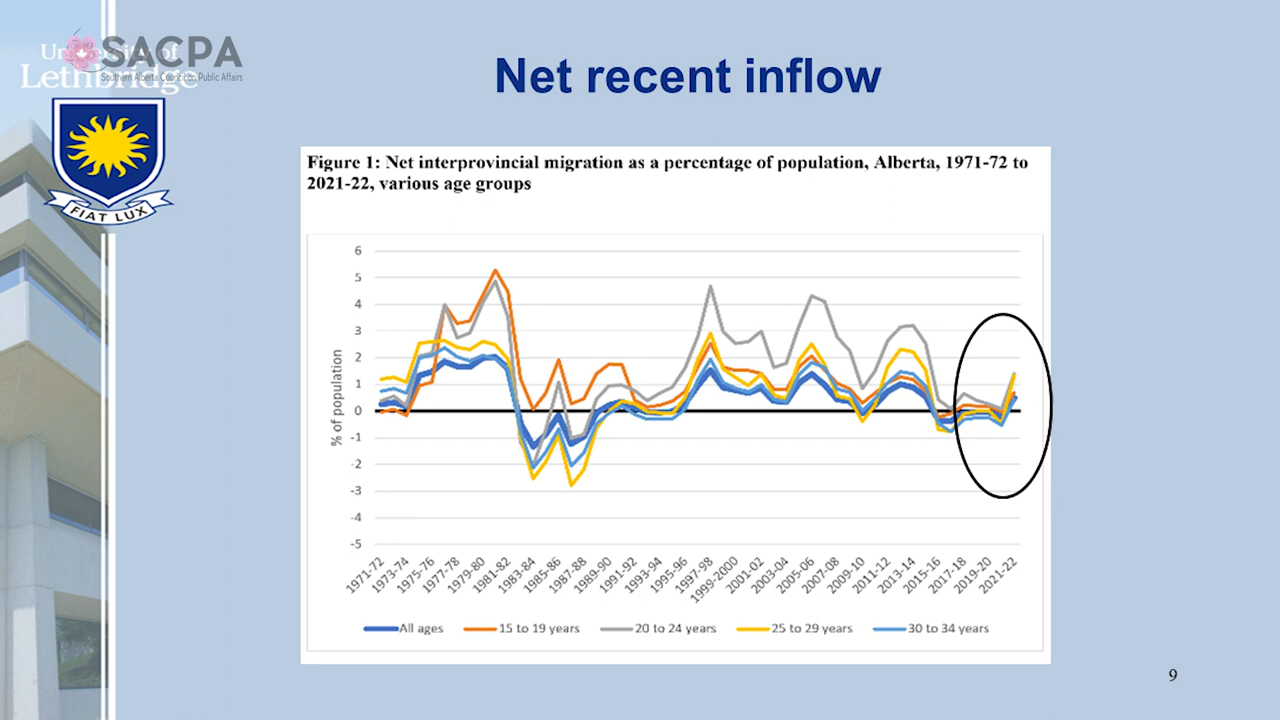 University of
Lethbridge
SACPA
Southern Alberta Council on Public Affairs
FIAT LUX
Net recent inflow
Figure 1: Net interprovincial migration as a percentage of population, Alberta, 1971-72 to
2021-22, various age groups
% of population
6
5
4
3
2
1
0
-1
-2
-3
-4
-5
1971-72
1973-74
1975-76
1977-78
1979-80
1981-82
1983-84
1985-86
1987-88
1989-90
1991-92
1993-94
1995-96
1997-98
1999-2000
2001-02
2003-04
2005-06
2007-08
2009-10
2011-12
2013-14
2015-16
2017-18
2019-20
2021-22
All ages
15 to 19 years
20 to 24 years
25 to 29 years
30 to 34 years
9